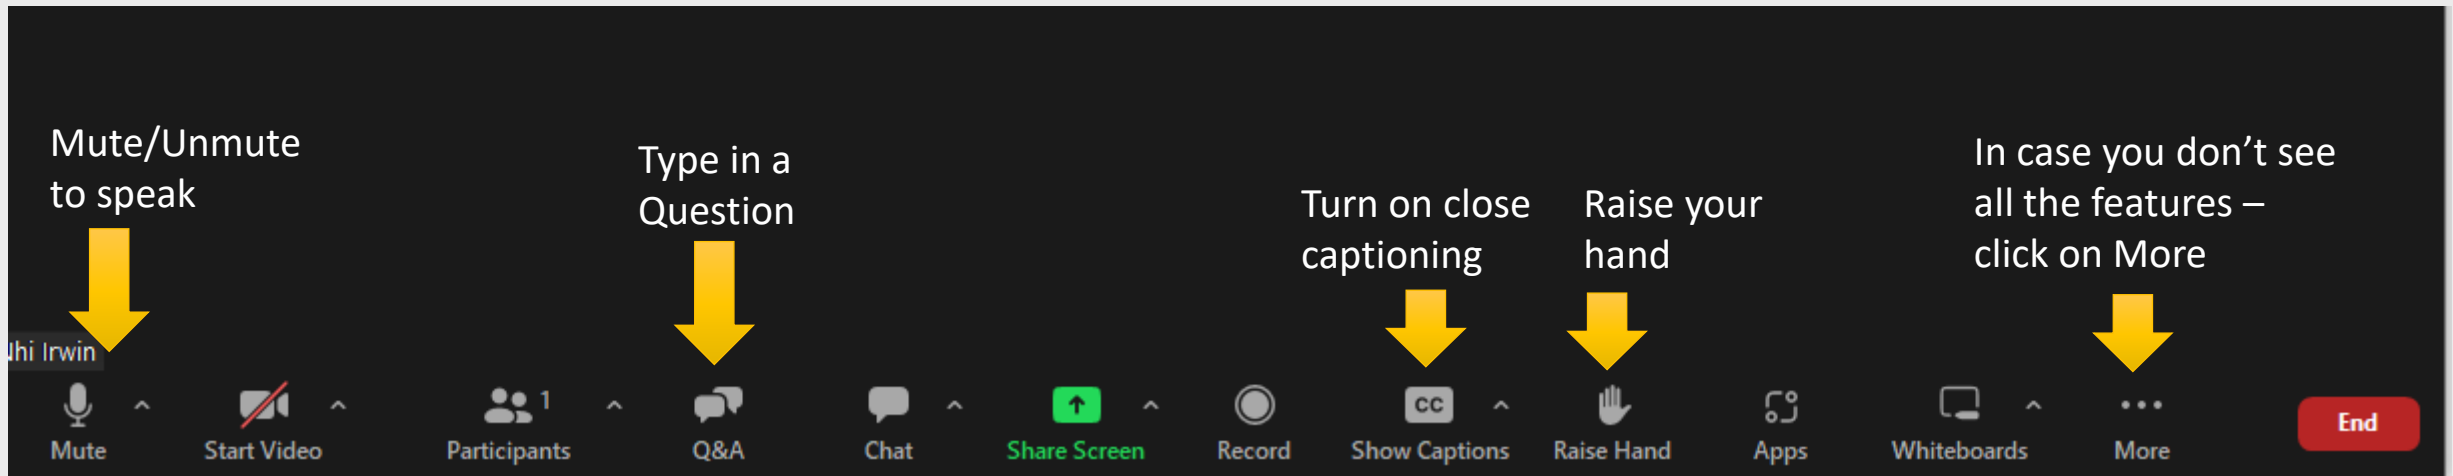 Mute/Unmute
to speak
Type in a
Question
Turn on close
captioning
Raise your
hand
In case you don’t see
all the features –
click on More
Irwin
Mute
Start Video
1
Participants
Q&A
Chat
Share Screen
Record
CC
Show Captions
Raise Hand
Apps
Whiteboards
More
End